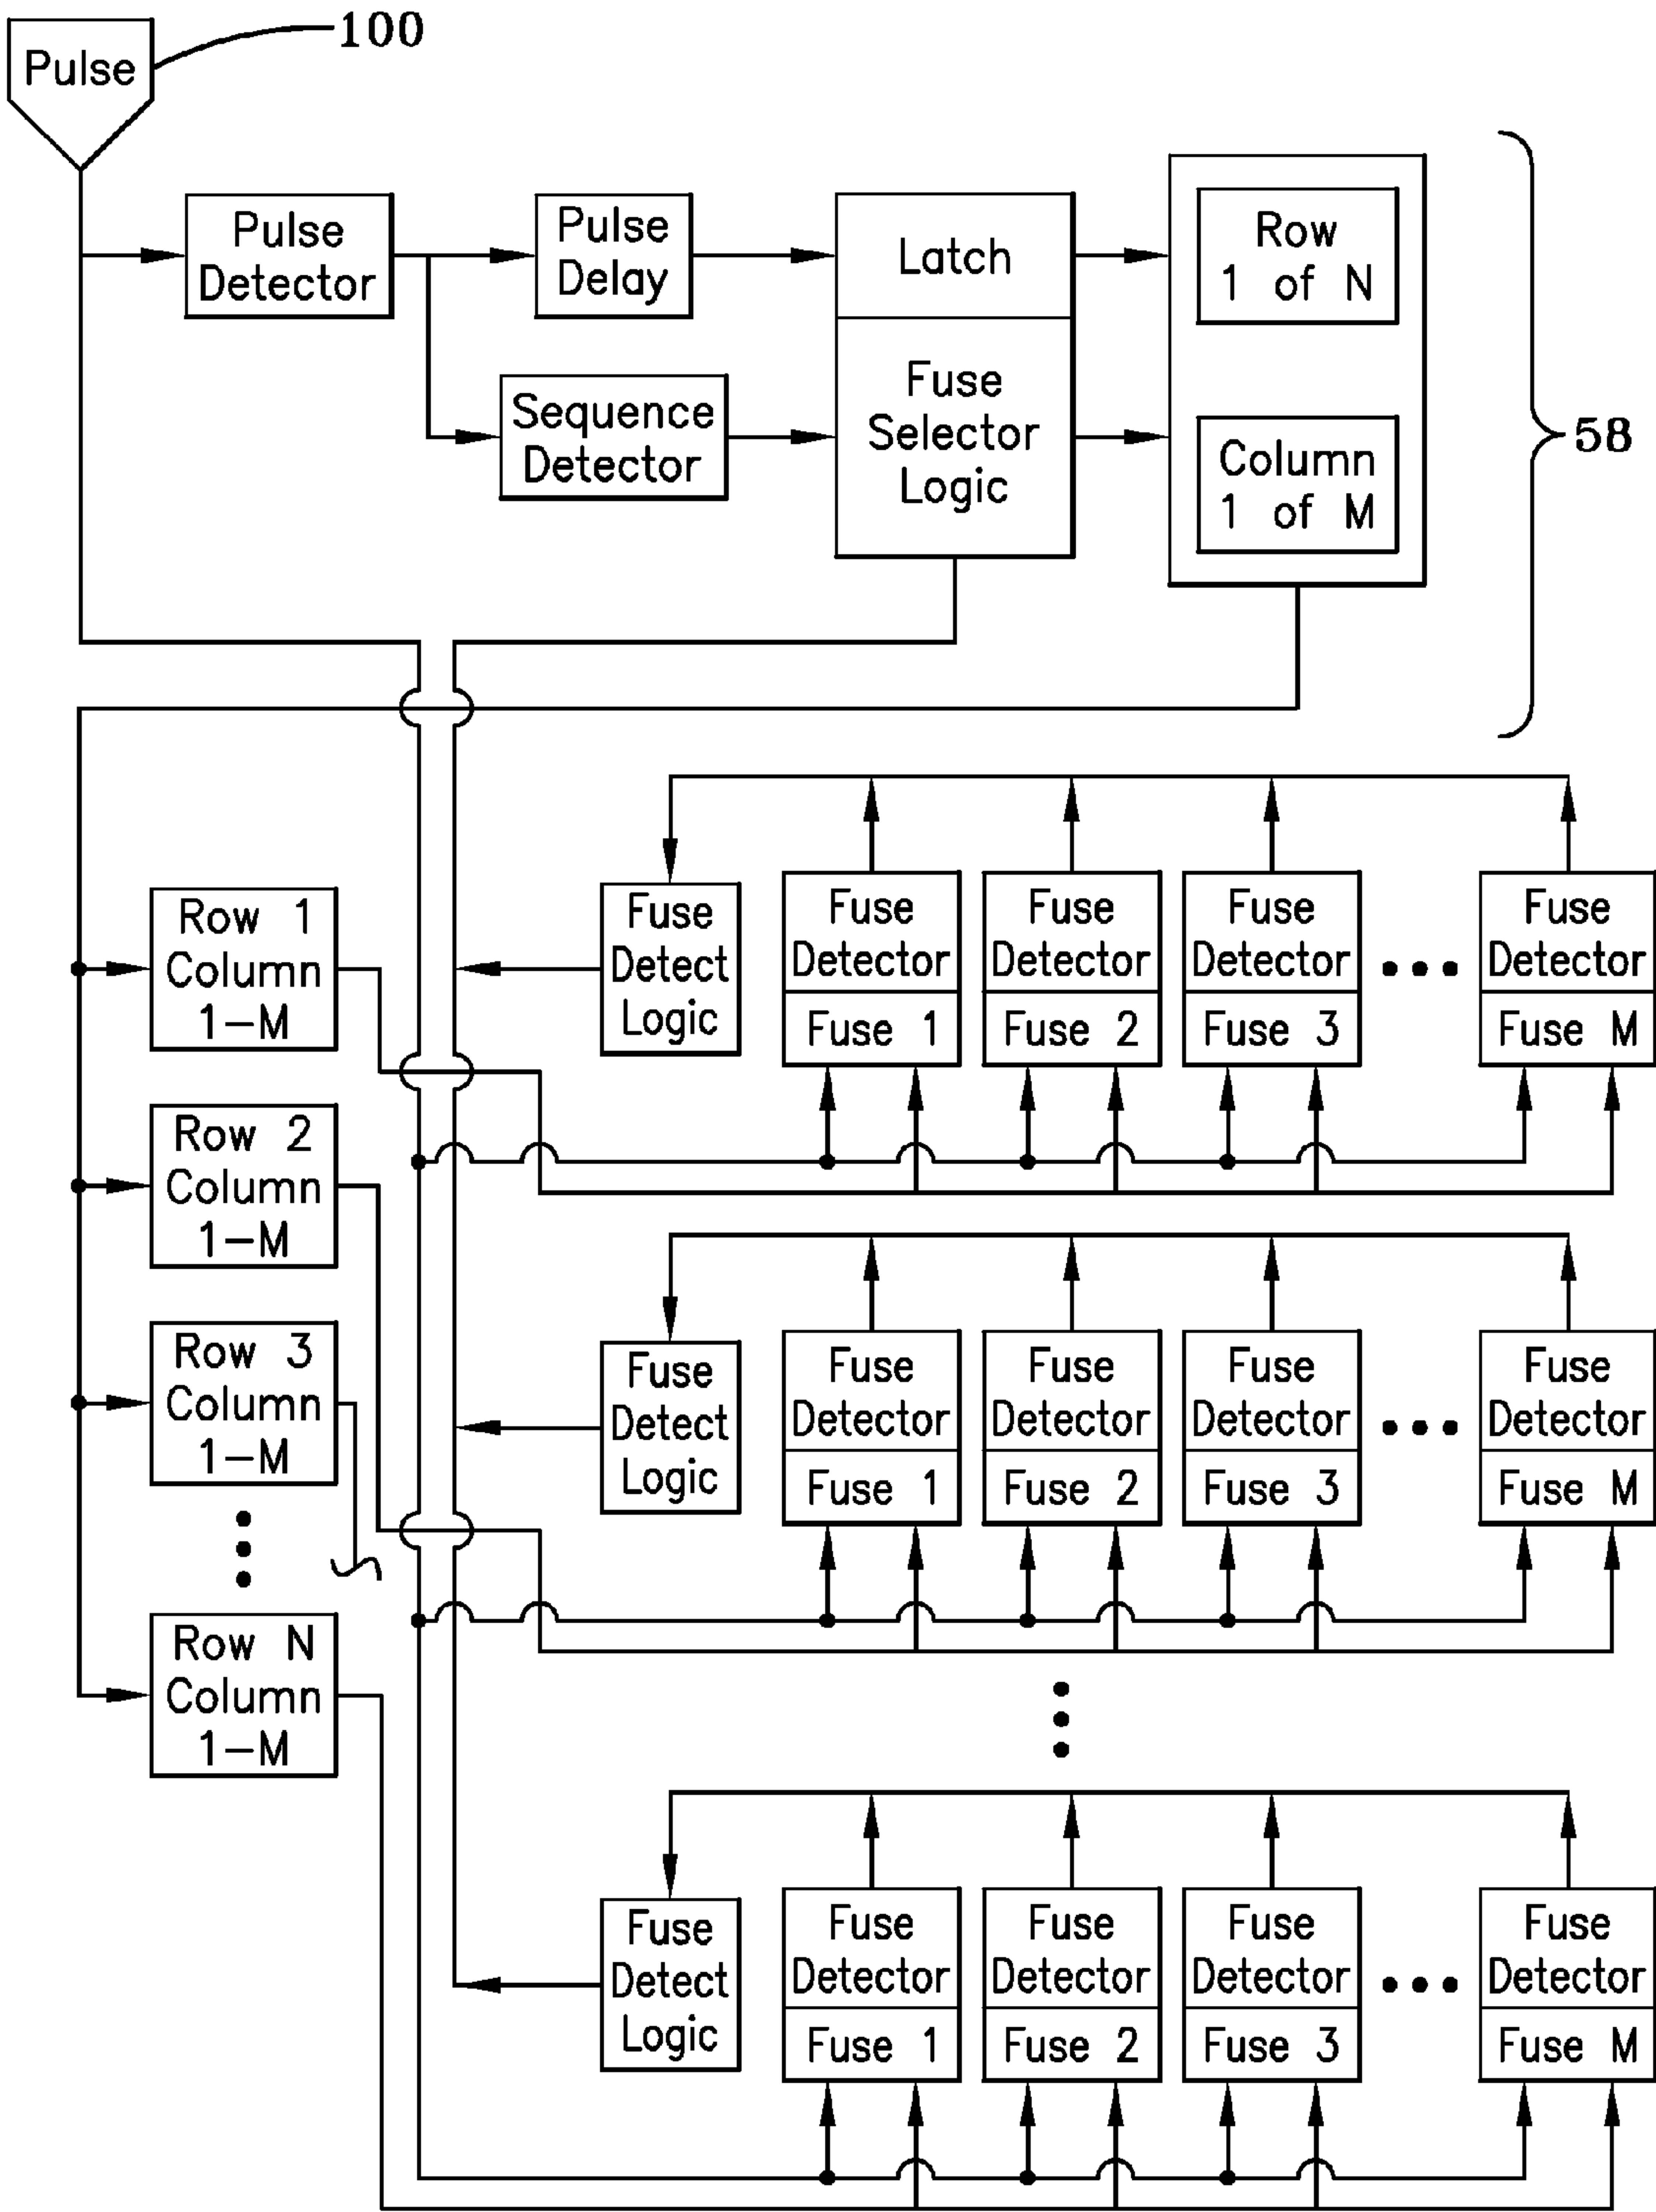 Pulse
100
Pulse
Detector
Pulse
Delay
Latch
Row
1 of N
Sequence
Detector
Fuse
Selector
Logic
Column
1 of M
58
Row 1
Column
1-M
Fuse
Detect
Logic
Fuse
Detector
Fuse 1
Fuse
Detector
Fuse 2
Fuse
Detector
Fuse 3
Fuse
Detector
Fuse M
Row 2
Column
1-M
Row 3
Column
1-M
Fuse
Detect
Logic
Fuse
Detector
Fuse 1
Fuse
Detector
Fuse 2
Fuse
Detector
Fuse 3
Fuse
Detector
Fuse M
Row N
Column
1-M
Fuse
Detect
Logic
Fuse
Detector
Fuse 1
Fuse
Detector
Fuse 2
Fuse
Detector
Fuse 3
Fuse
Detector
Fuse M